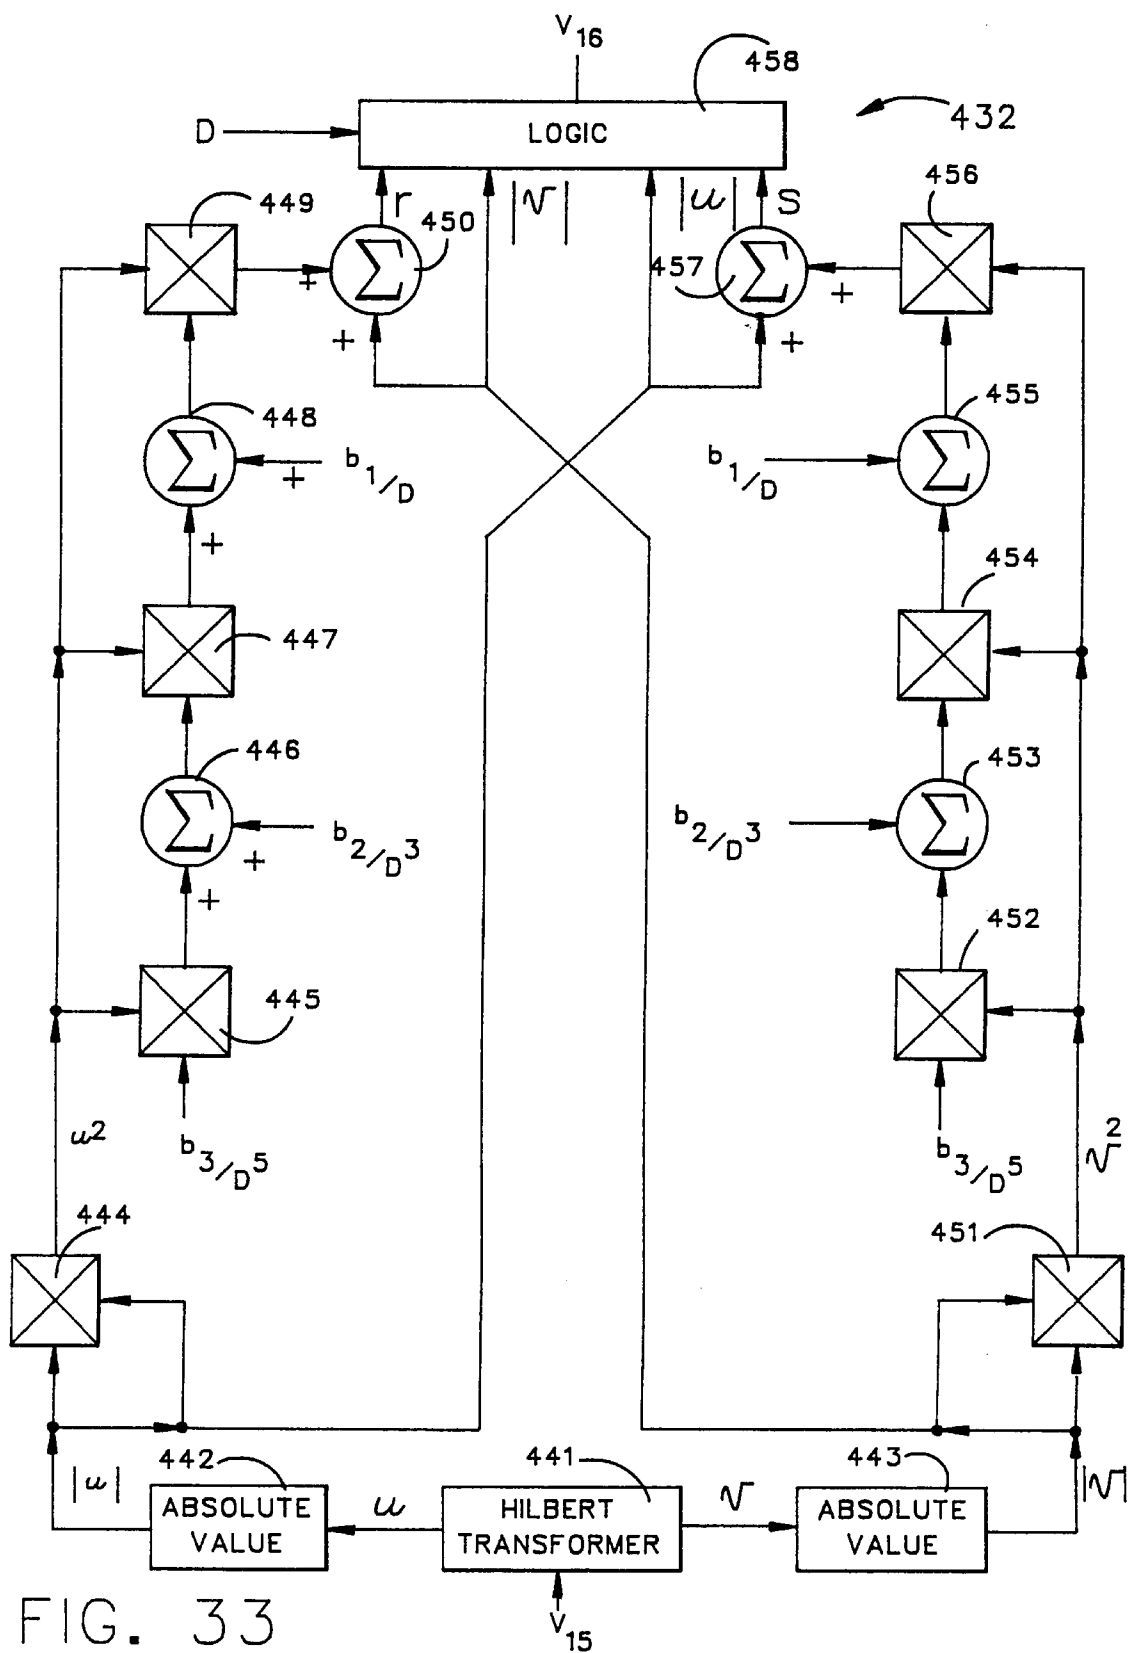 V16
458
D
LOGIC
432
449
r
450
|v|
|u|
S
457
456
+
+
+
+
448
b1/D
+
+
455
b1/D
447
454
446
b2/D3
+
+
453
b2/D3
445
452
b3/D5
b3/D5
u2
v2
444
451
442
441
443
|u|
ABSOLUTE
VALUE
u
HILBERT
TRANSFORMER
v
ABSOLUTE
VALUE
|v|
V15
FIG. 33